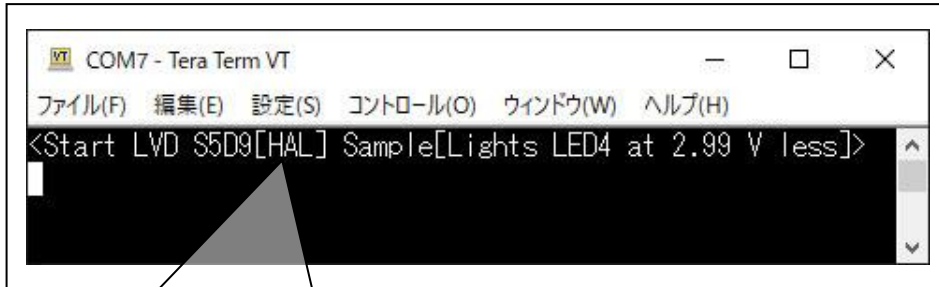 COM7 - Tera Term VT
ファイル(F) 編集(E) 設定(S) コントロール(O) ウィンドウ(W) ヘルプ(H)
<Start LVD S5D9[HAL] Sample[Lights LED4 at 2.99 V less]>